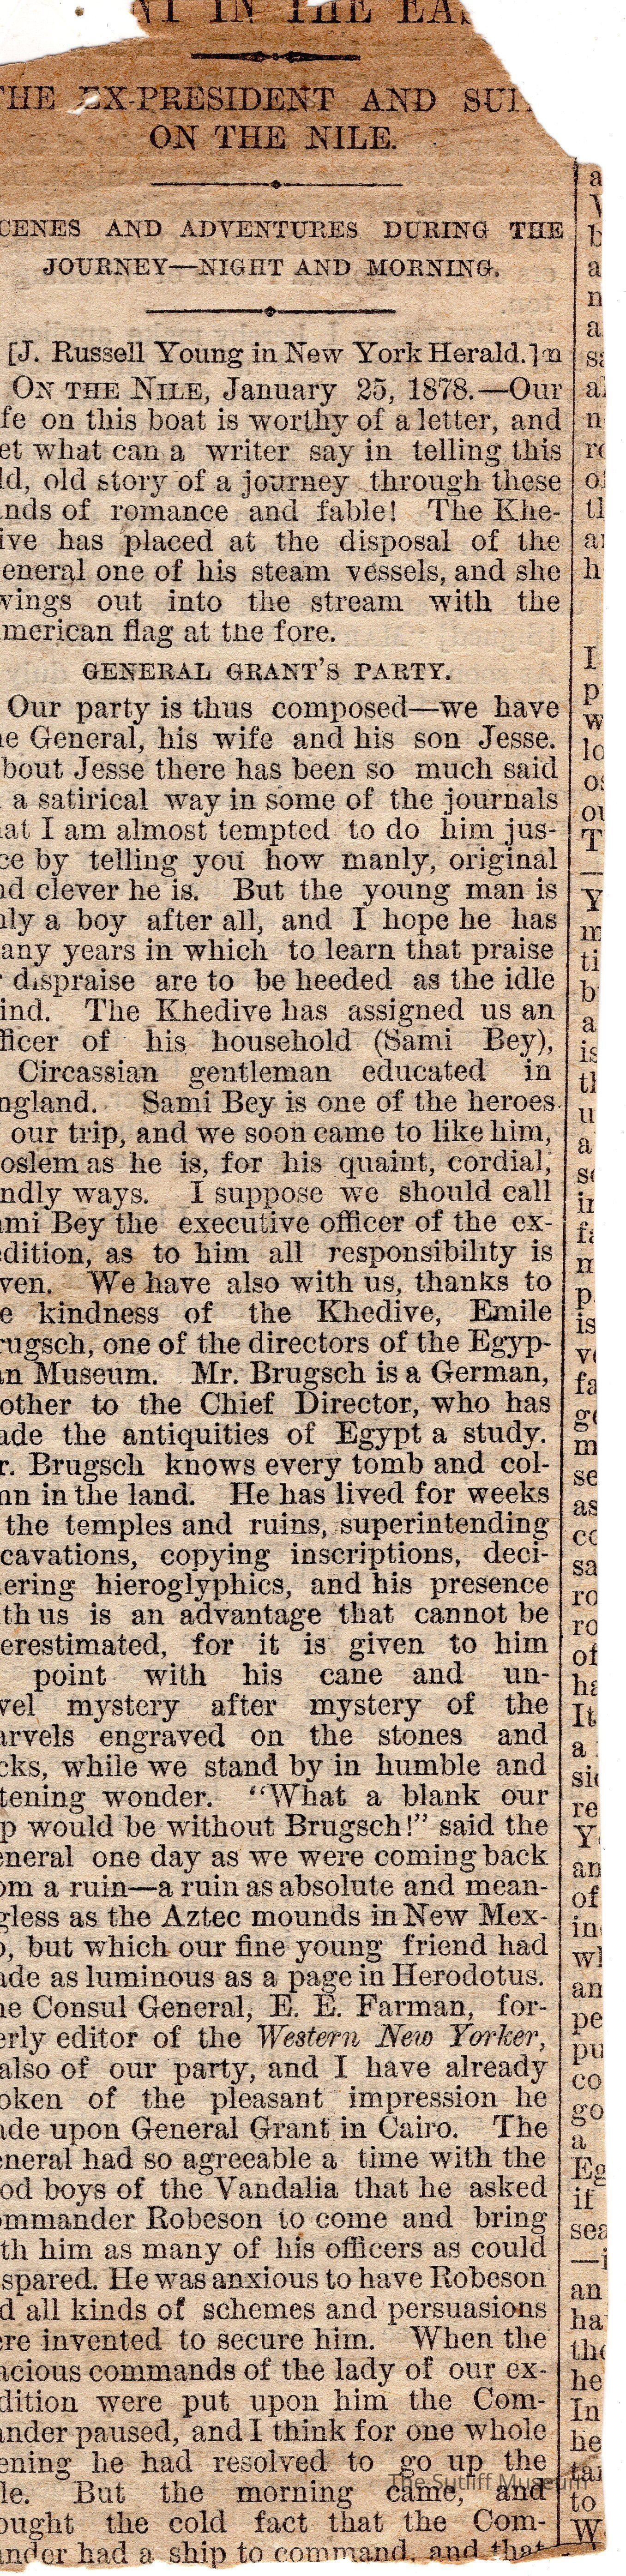 NT IN THE EAS
THE EX-PRESIDENT AND SUI
ON THE NILE.
CENES AND ADVENTURES DURING THE
JOURNEY—NIGHT AND MORNING.
[J. Russell Young in New York Herald.]n
ON THE NILE, January 25, 1878.—Our
fe on this boat is worthy of a letter, and
et what can a writer say in telling this
ld, old story of a journey through these
nds of romance and fable! The Khe-
ive has placed at the disposal of the
eneral one of his steam vessels, and she
wings out into the stream with the
merican flag at the fore.
GENERAL GRANT'S PARTY.
Our party is thus composed—we have
e General, his wife and his son Jesse.
bout Jesse there has been so much said
a satirical way in some of the journals
at I am almost tempted to do him jus-
ce by telling you how manly, original
nd clever he is. But the young man is
nly a boy after all, and I hope he has
any years in which to learn that praise
r dispraise are to be heeded as the idle
ind. The Khedive has assigned us an
fficer of his household (Sami Bey),
Circassian gentleman educated in
ngland. Sami Bey is one of the heroes
our trip, and we soon came to like him,
oslem as he is, for his quaint, cordial,
ndly ways. I suppose we should call
ami Bey the executive officer of the ex-
dition, as to him all responsibility is
ven. We have also with us, thanks to
e kindness of the Khedive, Emile
rugsch, one of the directors of the Egyp-
an Museum. Mr. Brugsch is a German,
other to the Chief Director, who has
ade the antiquities of Egypt a study.
r. Brugsch knows every tomb and col-
nn in the land. He has lived for weeks
the temples and ruins, superintending
cavations, copying inscriptions, deci-
ering hieroglyphics, and his presence
th us is an advantage that cannot be
erestimated, for it is given to him
point with his cane and un-
vel mystery after mystery of the
arvels engraved on the stones and
cks, while we stand by in humble and
tening wonder. "What a blank our
p would be without Brugsch!" said the
eneral one day as we were coming back
om a ruin—a ruin as absolute and mean-
gless as the Aztec mounds in New Mex-
o, but which our fine young friend had
ade as luminous as a page in Herodotus.
ne Consul General, E. E. Farman, for-
erly editor of the Western New Yorker,
also of our party, and I have already
oken of the pleasant impression he
ade upon General Grant in Cairo. The
eneral had so agreeable a time with the
od boys of the Vandalia that he asked
ommander Robeson to come and bring
th him as many of his officers as could
spared. He was anxious to have Robeson
d all kinds of schemes and persuasions
ere invented to secure him. When the
acious commands of the lady of our ex-
dition were put upon him the Com-
ander paused, and I think for one whole
ening he had resolved to go up the
le. But the morning came, and
ought the cold fact that the Com-
ander had a ship to command, and that
The Sutliff Museum